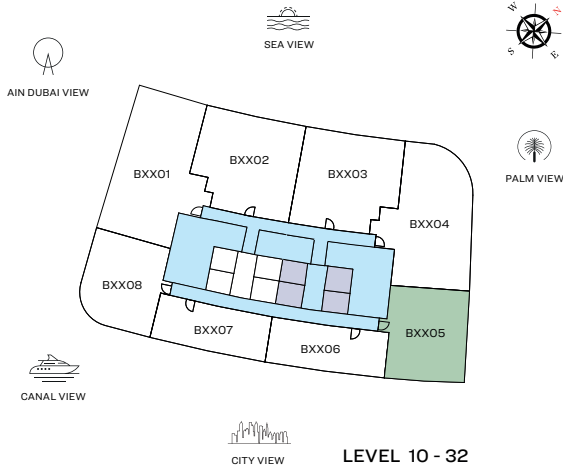 SEA VIEW
W
N
S
E
AIN DUBAI VIEW
PALM VIEW
BXX01
BXX02
BXX03
BXX04
BXX08
BXX07
BXX06
BXX05
CANAL VIEW
CITY VIEW
LEVEL 10 - 32